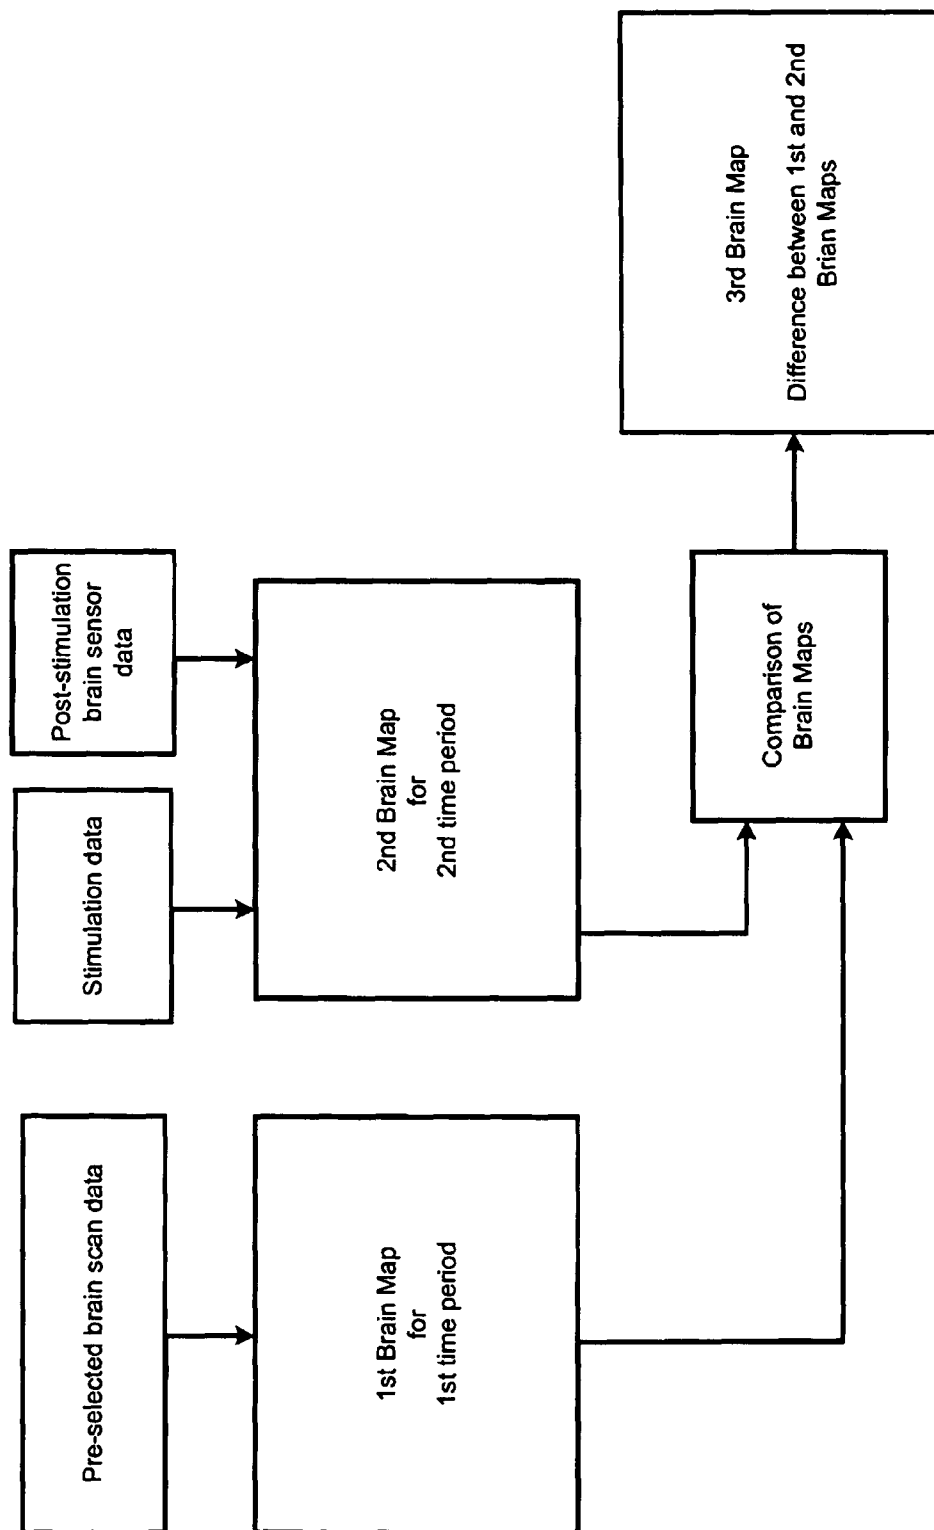 Pre-selected brain scan data
Stimulation data
Post-stimulation
brain sensor
data
1st Brain Map
for
1st time period
2nd Brain Map
for
2nd time period
Comparison of
Brain Maps
3rd Brain Map
Difference between 1st and 2nd
Brian Maps